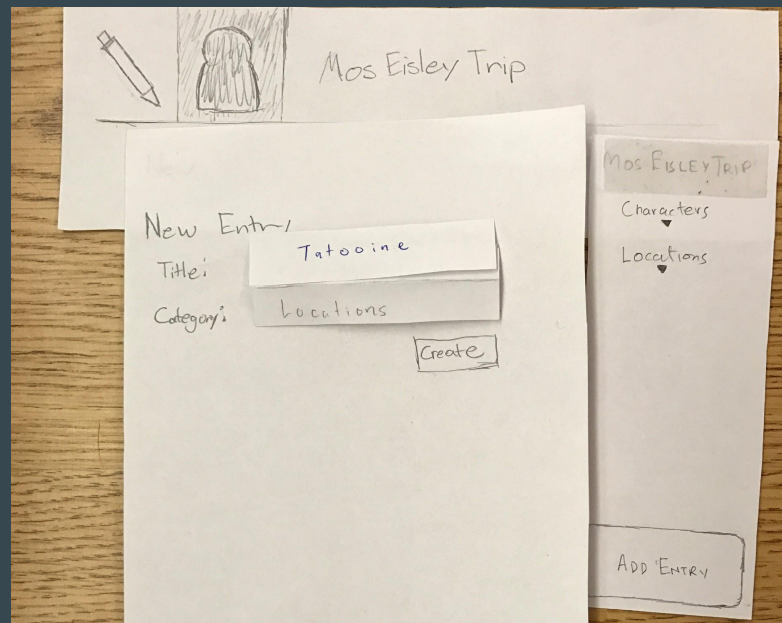 Mos Eisley Trip
New Entry
Title:
Tatooine
Category:
Locations
Create
MOS EISLEY TRIP
Characters
Locations
ADD ENTRY